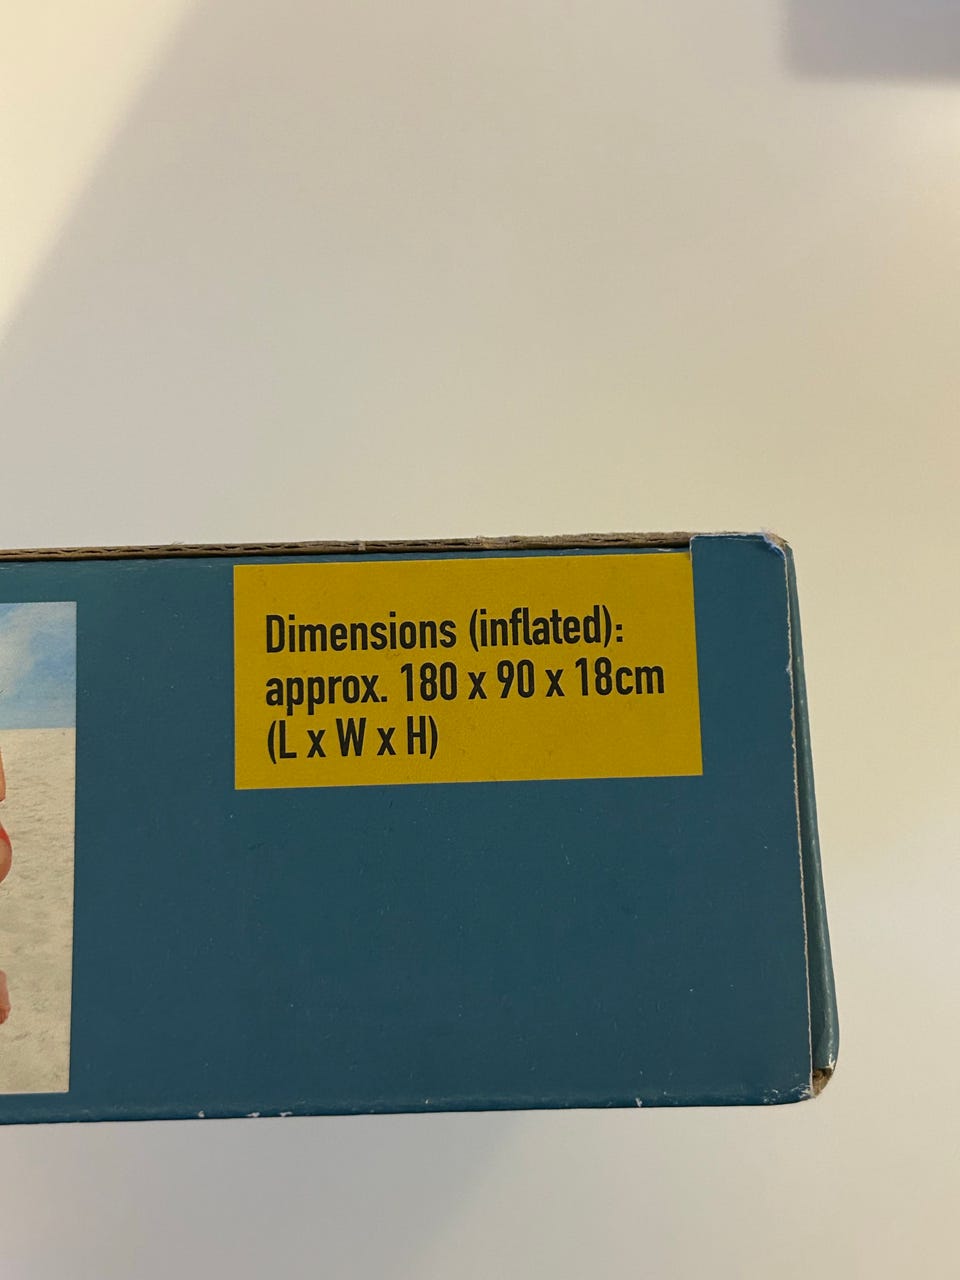 Dimensions (inflated):
approx. 180 x 90 x 18cm
(L x W x H)